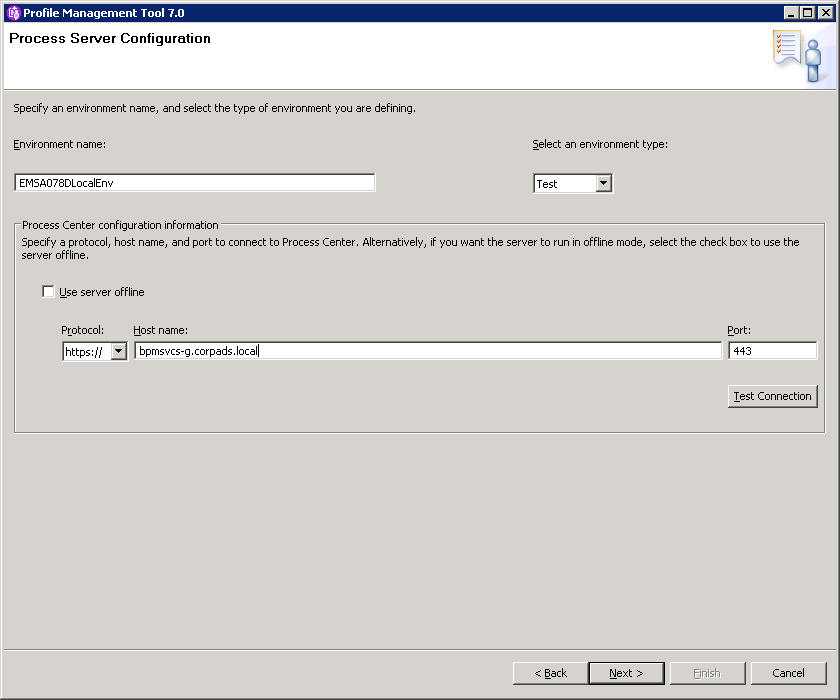 Profile Management Tool 7.0
Process Server Configuration
Specify an environment name, and select the type of environment you are defining.
Environment name:
Select an environment type:
EMSA078DLocalEnv
Test
Process Center configuration information
Specify a protocol, host name, and port to connect to Process Center. Alternatively, if you want the server to run in offline mode, select the check box to use the
server offline.
Use server offline
Protocol:
Host name:
Port:
https://
bpmsvcs-g.corpads.local
443
Test Connection
< Back
Next >
Finish
Cancel